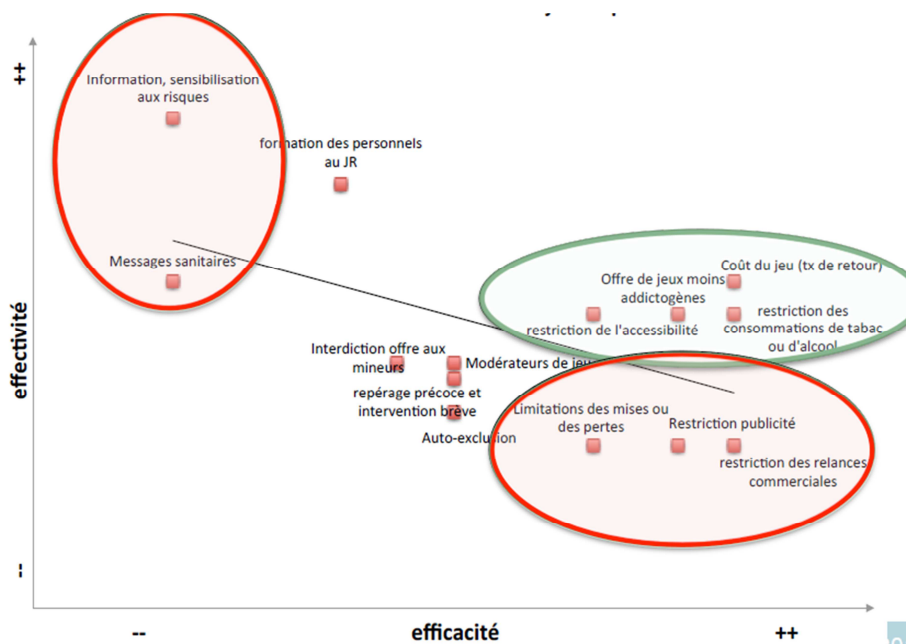 ++
Information, sensibilisation
aux risques
formation des personnels
au JR
Messages sanitaires
Coût du jeu (tx de retour)
Offre de jeux moins
addictogènes
restriction de l'accessibilité
restriction des
consommations de tabac
ou d'alcool
effectivité
Interdiction offre aux
mineurs
Modérateurs de jeu
repérage précoce et
intervention brève
Auto-exclusion
Limitations des mises ou
des pertes
Restriction publicité
restriction des relances
commerciales
--
-- efficacité ++